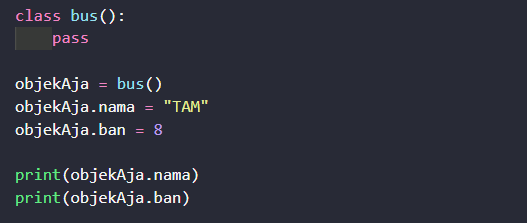 class bus():
    pass
objekAja = bus()
objekAja.nama = "TAM"
objekAja.ban = 8
print(objekAja.nama)
print(objekAja.ban)